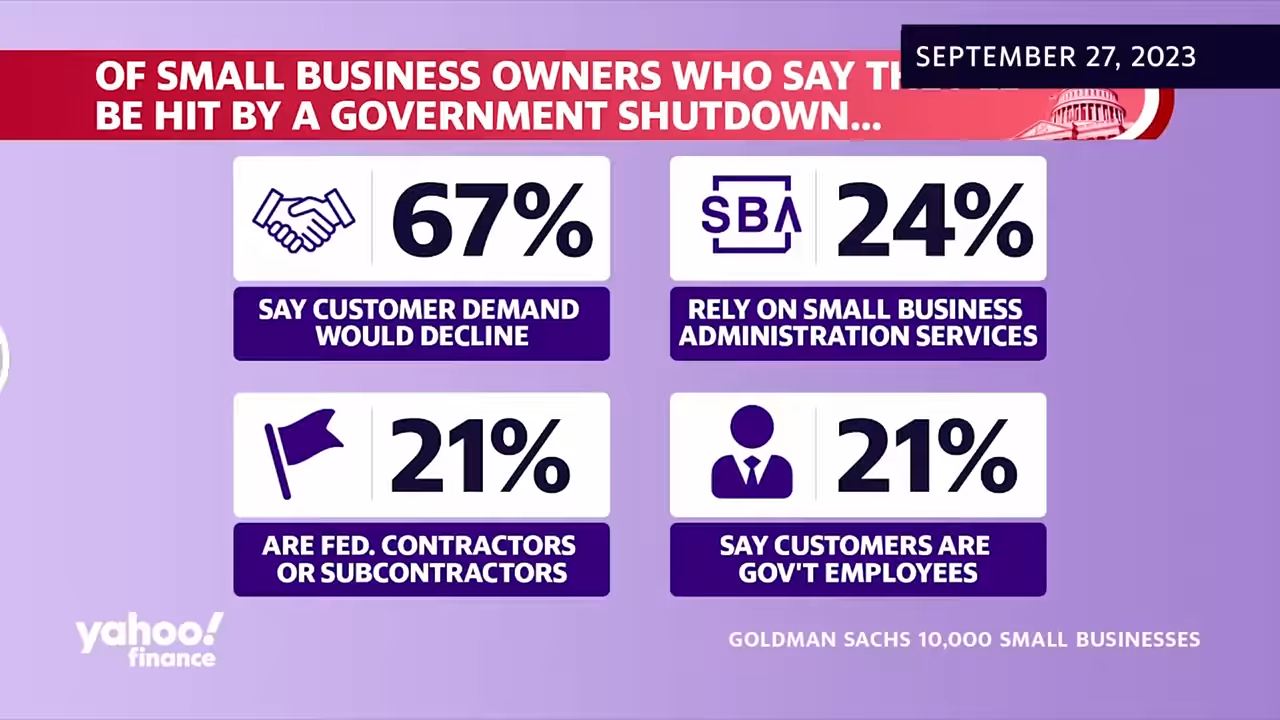 SEPTEMBER 27, 2023
OF SMALL BUSINESS OWNERS WHO SAY
BE HIT BY A GOVERNMENT SHUTDOWN...
67%
SAY CUSTOMER DEMAND
WOULD DECLINE
SBA
24%
RELY ON SMALL BUSINESS
ADMINISTRATION SERVICES
21%
ARE FED. CONTRACTORS
OR SUBCONTRACTORS
21%
SAY CUSTOMERS ARE
GOV'T EMPLOYEES
yahoo!
finance
GOLDMAN SACHS 10,000 SMALL BUSINESSES